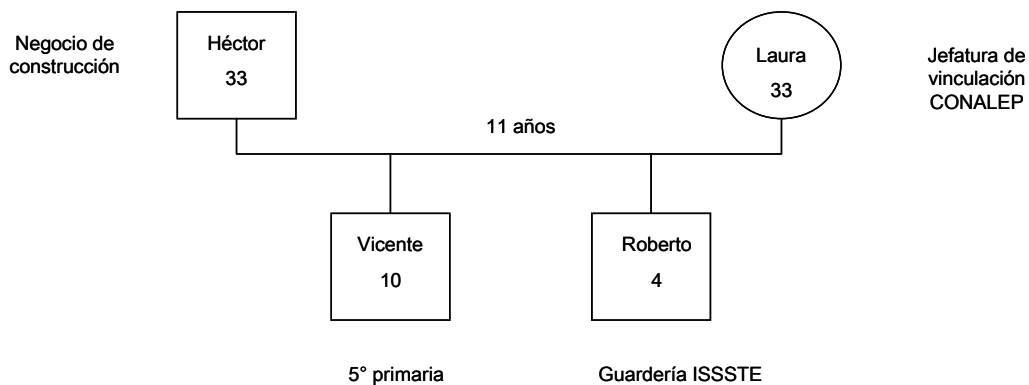 Negocio de
construcción
Héctor
33
Laura
33
Jefatura de
vinculación
CONALEP
11 años
Vicente
10
Roberto
4
5° primaria
Guardería ISSSTE